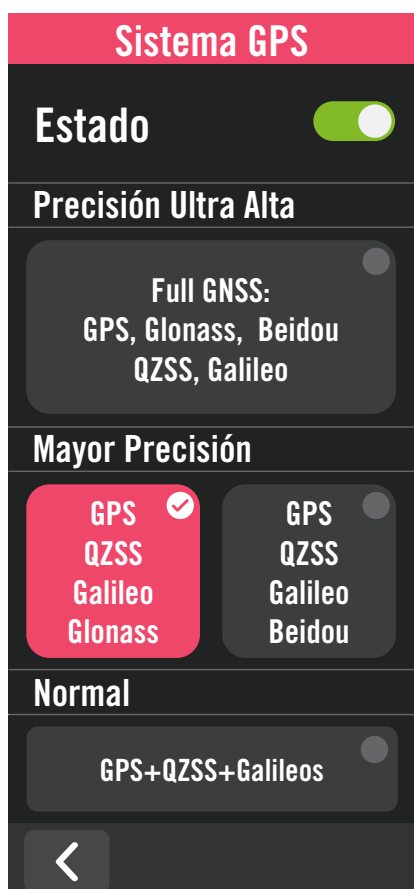 Sistema GPS
Estado
Precisión Ultra Alta
Full GNSS:
GPS, Glonass, Beidou
QZSS, Galileo
Mayor Precisión
GPS
QZSS
Galileo
Glonass
GPS
QZSS
Galileo
Beidou
Normal
GPS+QZSS+Galileos